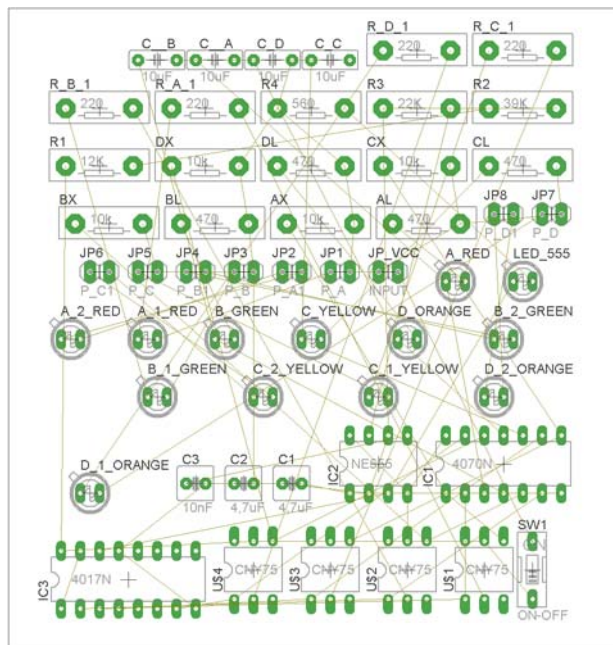 R_D_1 R_C_1
C__B C__A C_D C_C 220 220
10uF 10uF 10uF 10uF
R_B_1 R_A_1 R4 R3 R2
220 220 560 22K 39K
R1 DX DL CX CL
12K 10k 470 10k 470
BX BL AX AL JP8 JP7
10k 470 10k 470 P_D1 P_D
JP6 JP5 JP4 JP3 JP2 JP1 JP_VCC A_RED LED_555
P_C1 P_C P_B1 P_B P_A1 P_A INPUT
A_2_RED A_1_RED B_GREEN C_YELLOW D_ORANGE B_2_GREEN
B_1_GREEN C_2_YELLOW C_1_YELLOW D_2_ORANGE
D_1_ORANGE C3 C2 C1 IC2 NE555 IC1 4070N
10nF 4,7uF 4,7uF
SW1
ON
IC3 4017N U$4 CNY75 U$3 CNY75 U$2 CNY75 U$1 CNY75
ON-OFF